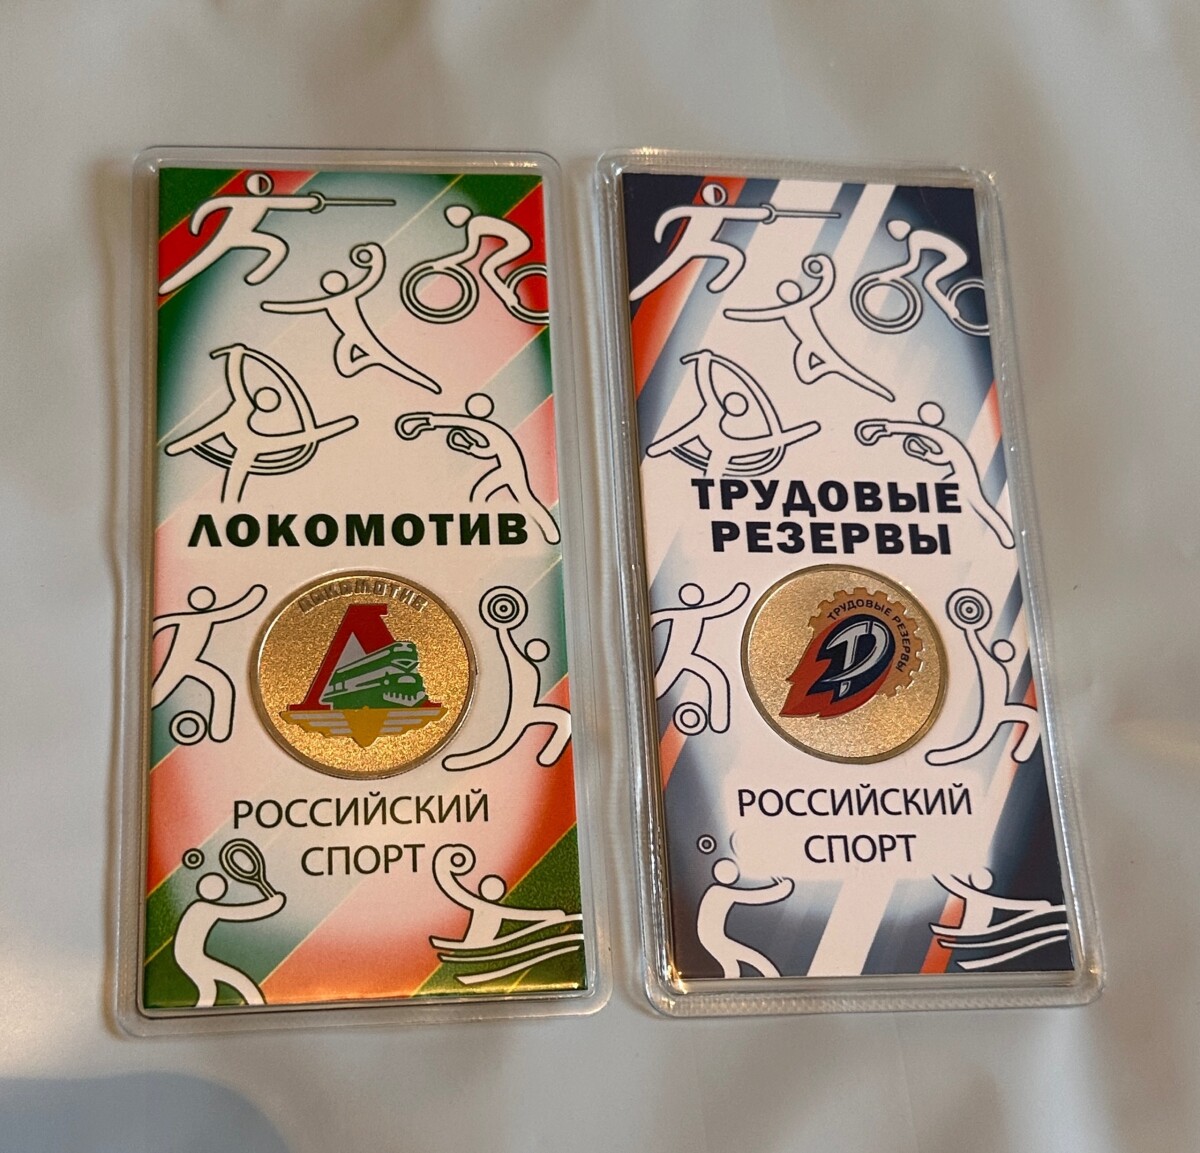 ЛОКОМОТИВ
ЛОКОМОТИВ
РОССИЙСКИЙ
СПОРТ
ТРУДОВЫЕ
РЕЗЕРВЫ
ТРУДОВЫЕ РЕЗЕРВЫ
РОССИЙСКИЙ
СПОРТ